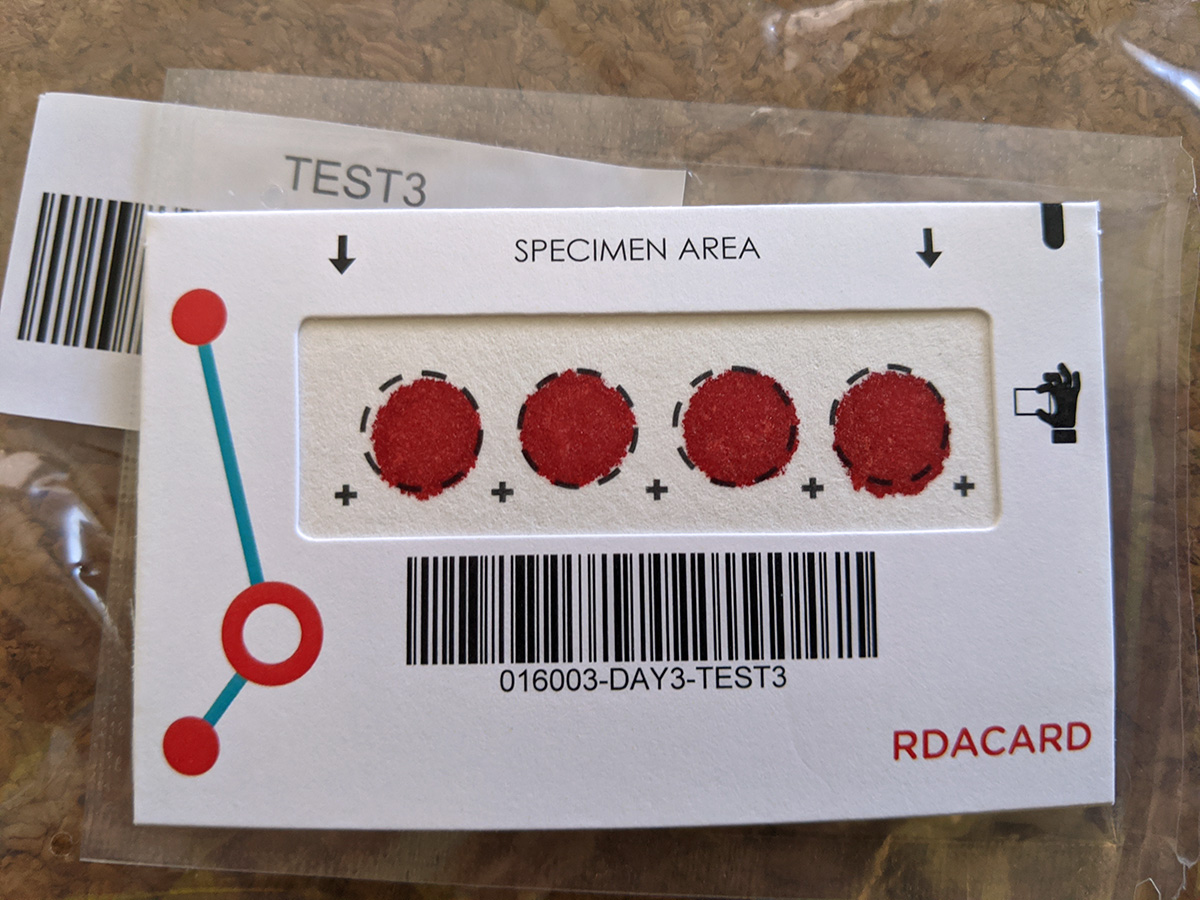 TEST3
SPECIMEN AREA
016003-DAY3-TEST3
RDACARD